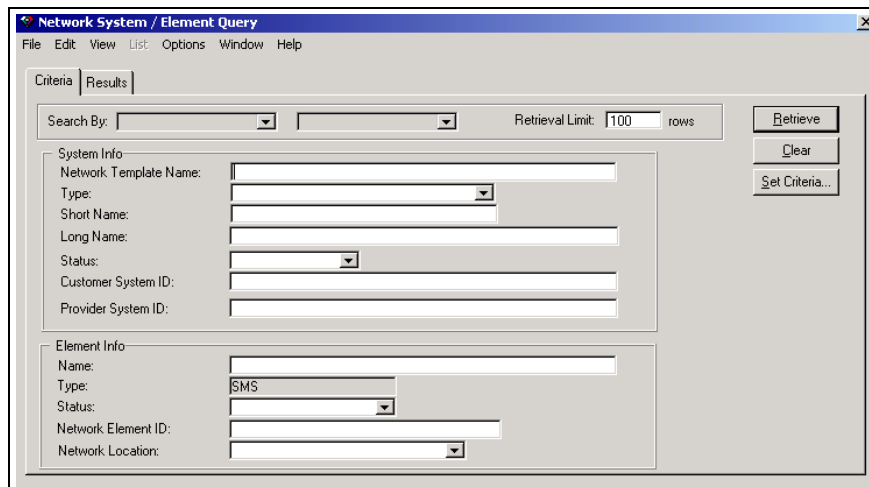 Network System / Element Query
File Edit View List Options Window Help
Criteria Results
Search By: Retrieval Limit: 100 rows
Retrieve
Clear
Set Criteria...
System Info
Network Template Name:
Type:
Short Name:
Long Name:
Status:
Customer System ID:
Provider System ID:
Element Info
Name:
Type: SMS
Status:
Network Element ID:
Network Location: